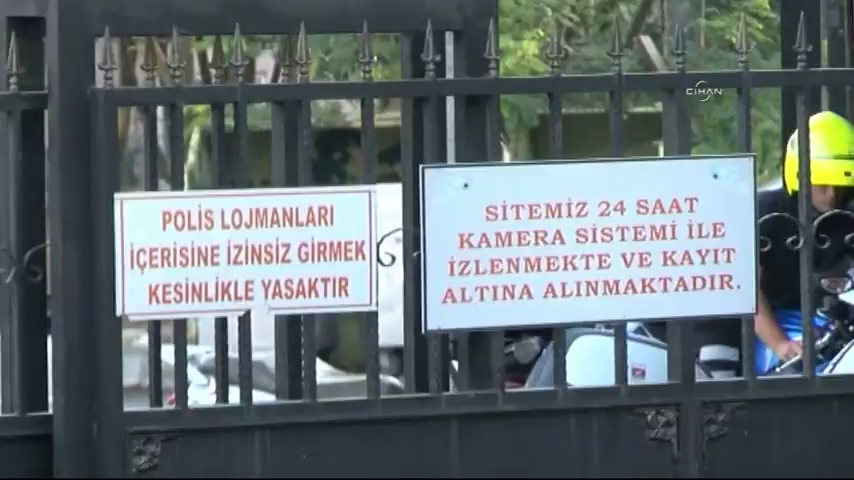 CİHAN
POLİS LOJMANLARI
İÇERİSİNE İZİNSİZ GİRMEK
KESİNLİKLE YASAKTIR
SİTEMİZ 24 SAAT
KAMERA SİSTEMİ İLE
İZLENMEKTE VE KAYIT
ALTINA ALINMAKTADIR.